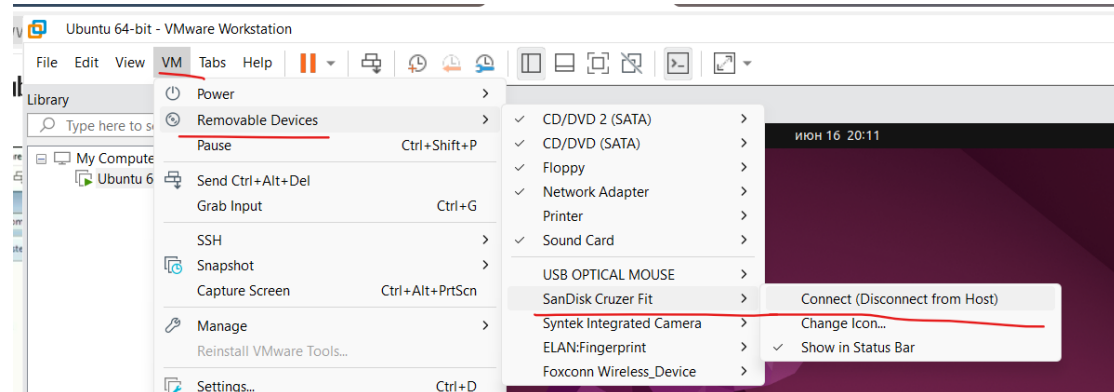 Ubuntu 64-bit - VMware Workstation
File Edit View VM Tabs Help
Library
Type here to s
My Compute
Ubuntu 6
Power
Removable Devices
Pause Ctrl+Shift+P
Send Ctrl+Alt+Del
Grab Input Ctrl+G
SSH
Snapshot
Capture Screen Ctrl+Alt+PrtScn
Manage
Reinstall VMware Tools...
Settings... Ctrl+D
CD/DVD 2 (SATA)
CD/DVD (SATA)
Floppy
Network Adapter
Printer
Sound Card
USB OPTICAL MOUSE
SanDisk Cruzer Fit
Syntek Integrated Camera
ELAN:Fingerprint
Foxconn Wireless_Device
Connect (Disconnect from Host)
Change Icon...
Show in Status Bar
июн 16 20:11